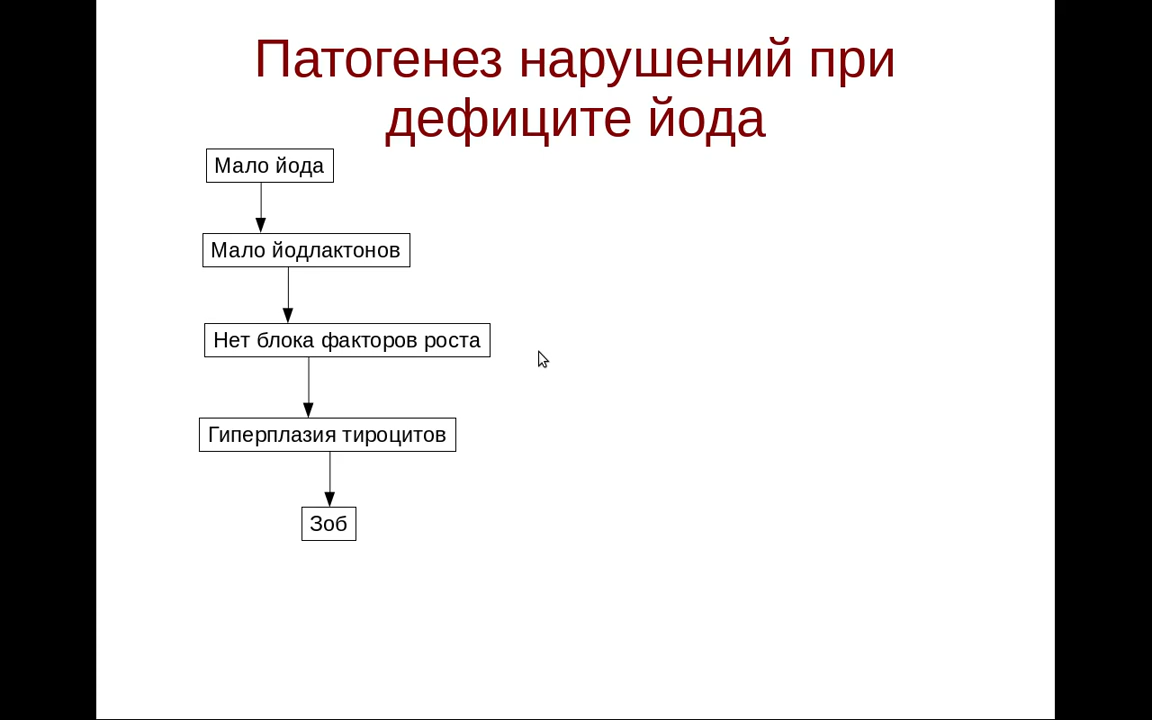 Патогенез нарушений при
дефиците йода
Мало йода
Мало йодлактонов
Нет блока факторов роста
Гиперплазия тироцитов
Зоб